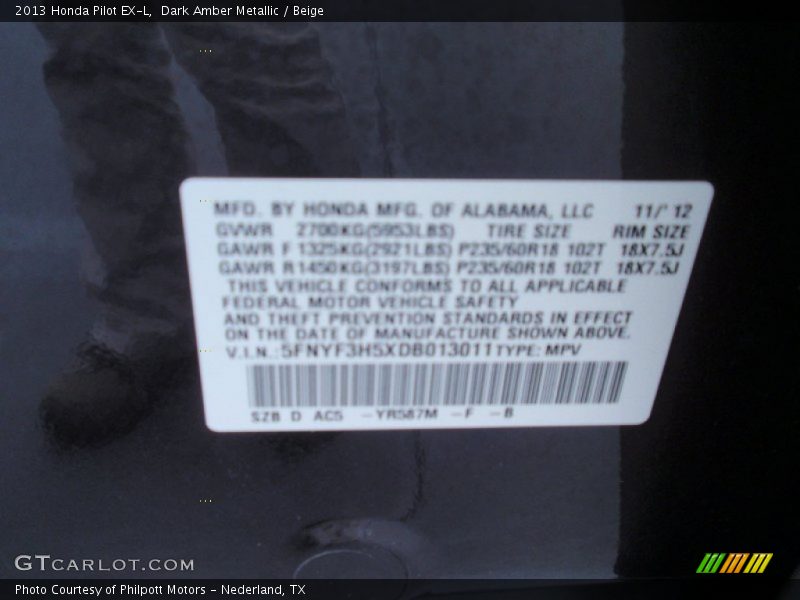 2013 Honda Pilot EX-L, Dark Amber Metallic / Beige
MFD. BY HONDA MFG. OF ALABAMA, LLC 11/' 12
GVWR 2700KG(5953LBS) TIRE SIZE RIM SIZE
GAWR F 1325KG(2921LBS) P235/60R18 102T 18X7.5J
GAWR R1450KG(3197LBS) P235/60R18 102T 18X7.5J
THIS VEHICLE CONFORMS TO ALL APPLICABLE
FEDERAL MOTOR VEHICLE SAFETY
AND THEFT PREVENTION STANDARDS IN EFFECT
ON THE DATE OF MANUFACTURE SHOWN ABOVE.
V.I.N.:5FNYF3H5XDB013011 TYPE: MPV
SZB D AC5 -YR587M -F -B
GTCARLOT.COM
Photo Courtesy of Philpott Motors - Nederland, TX